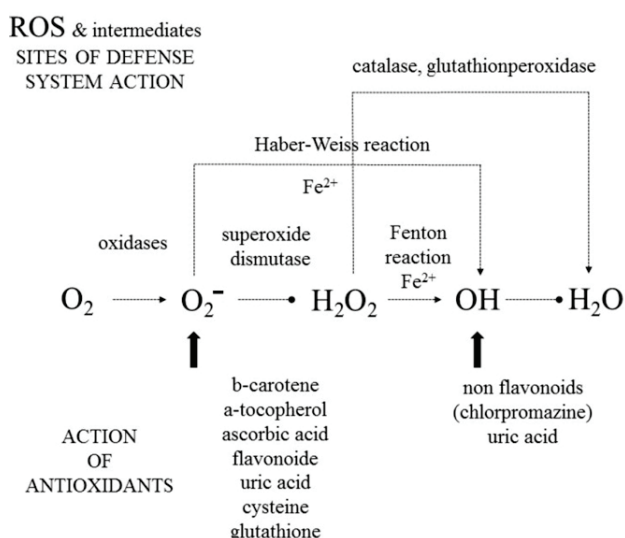 ROS & intermediates
SITES OF DEFENSE
SYSTEM ACTION
catalase, glutathionperoxidase
Haber-Weiss reaction
Fe²⁺
oxidases
superoxide
dismutase
Fenton
reaction
Fe²⁺
O₂ O₂⁻ H₂O₂ OH H₂O
b-carotene
a-tocopherol
ascorbic acid
flavonoide
uric acid
cysteine
glutathione
non flavonoids
(chlorpromazine)
uric acid
ACTION
OF
ANTIOXIDANTS